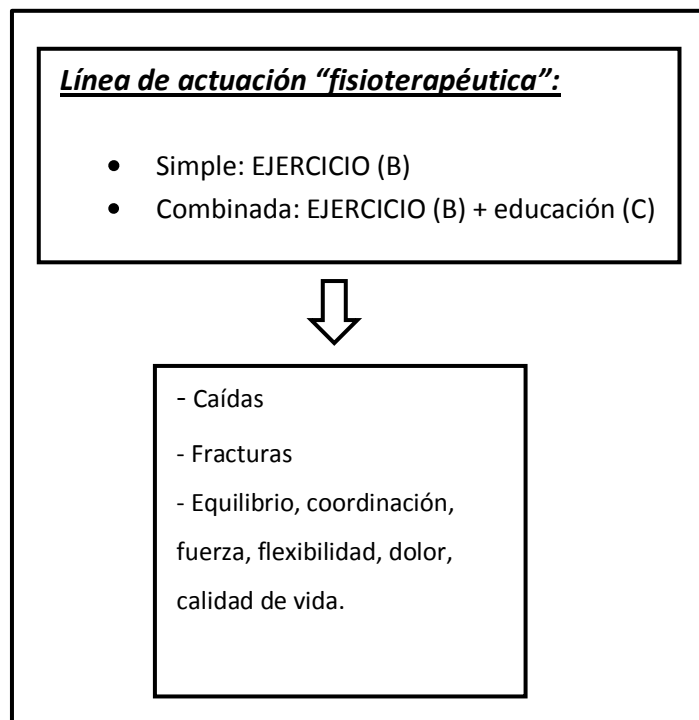 Línea de actuación “fisioterapéutica”:
• Simple: EJERCICIO (B)
• Combinada: EJERCICIO (B) + educación (C)
- Caídas
- Fracturas
- Equilibrio, coordinación,
fuerza, flexibilidad, dolor,
calidad de vida.